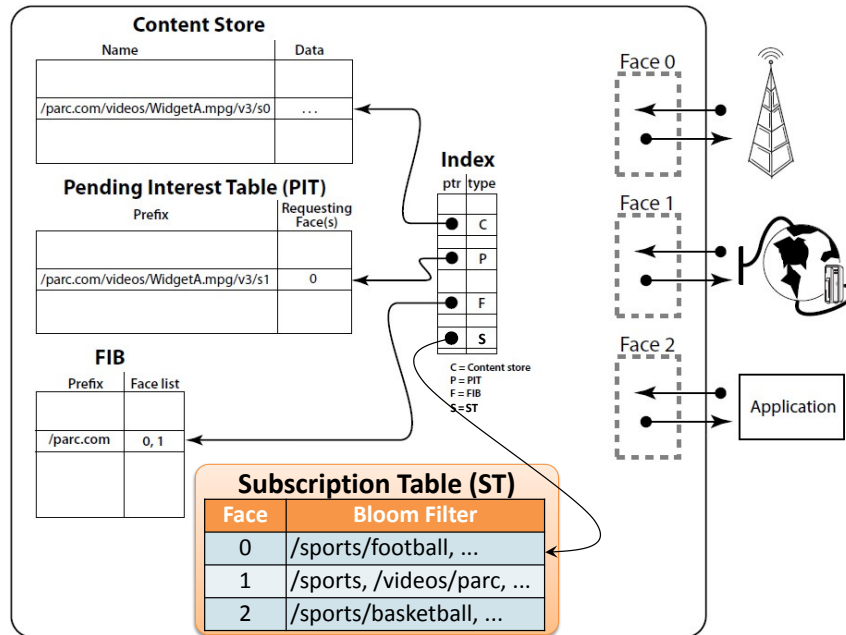 Content Store
Name Data
/parc.com/videos/WidgetA.mpg/v3/s0 ...
Pending Interest Table (PIT)
Prefix Requesting Face(s)
/parc.com/videos/WidgetA.mpg/v3/s1 0
FIB
Prefix Face list
/parc.com 0, 1
Index
ptr type
C
P
F
S
C = Content store
P = PIT
F = FIB
S=ST
Face 0
Face 1
Face 2
Application
Subscription Table (ST)
Face Bloom Filter
0 /sports/football, ...
1 /sports, /videos/parc, ...
2 /sports/basketball, ...